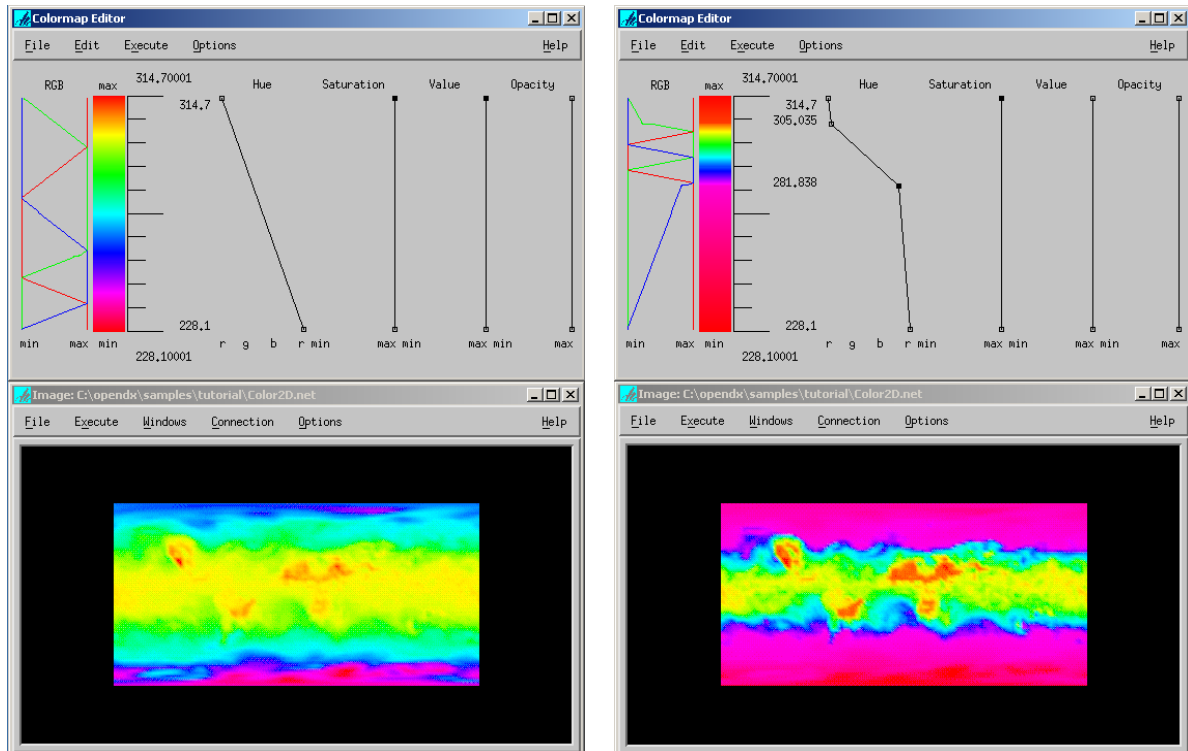 Colormap Editor
File Edit Execute Options Help
RGB max 314.70001 Hue Saturation Value Opacity
314.7
228.1
min max min r g b r min max min max min max
228.10001
Image: C:\opendx\samples\tutorial\Color2D.net
File Execute Windows Connection Options Help
Colormap Editor
File Edit Execute Options Help
RGB max 314.70001 Hue Saturation Value Opacity
314.7
305.035
281.838
228.1
min max min r g b r min max min max min max
228.10001
Image: C:\opendx\samples\tutorial\Color2D.net
File Execute Windows Connection Options Help